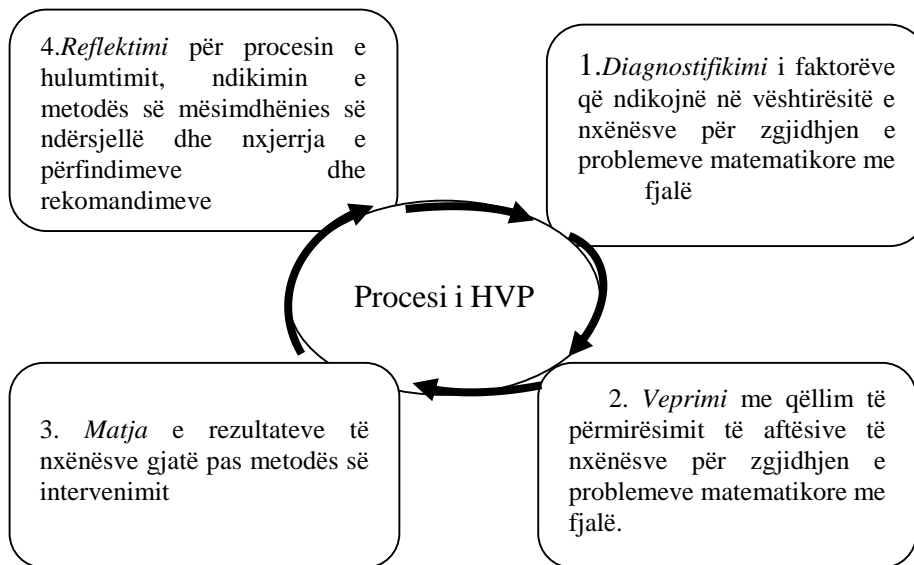 4.Reflektimi për procesin e
hulumtimit, ndikimin e
metodës së mësimdhënies së
ndërsjellë dhe nxjerrja e
përfindimeve dhe
rekomandimeve
1.Diagnostifikimi i faktorëve
që ndikojnë në vështirësitë e
nxënësve për zgjidhjen e
problemeve matematikore me
fjalë
Procesi i HVP
3. Matja e rezultateve të
nxënësve gjatë pas metodës së
intervenimit
2. Veprimi me qëllim të
përmirësimit të aftësive të
nxënësve për zgjidhjen e
problemeve matematikore me
fjalë.